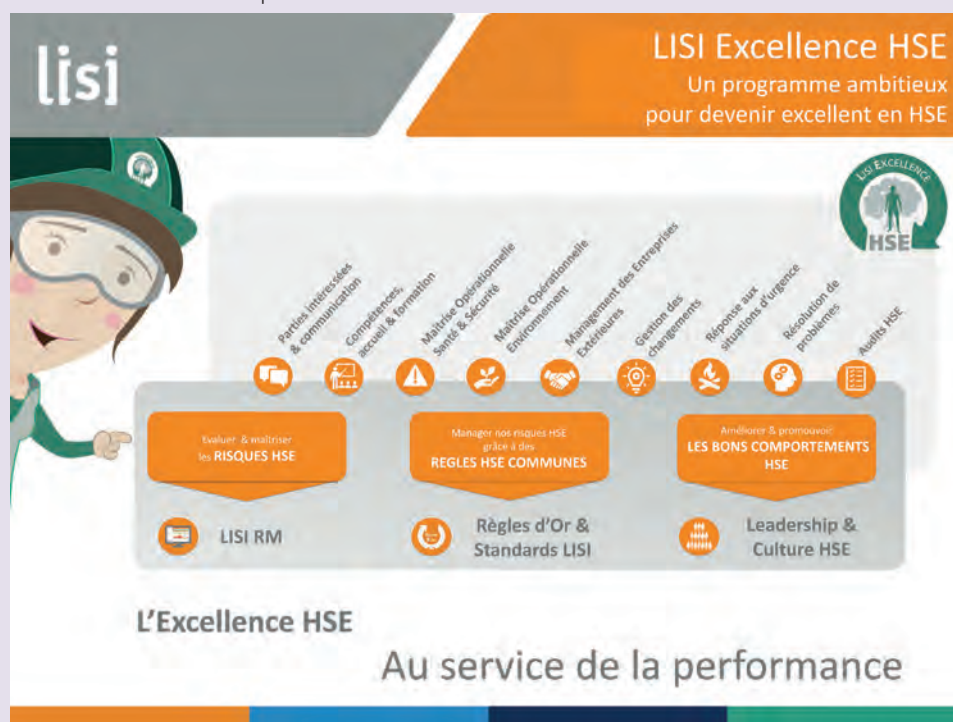 lisi
LISI Excellence HSE
Un programme ambitieux
pour devenir excellent en HSE
LISI EXCELLENCE
HSE
Parties intéressées
& communication
Compétences,
accueil & formation
Maîtrise Opérationnelle
Santé & Sécurité
Maîtrise Opérationnelle
Environnement
Management des Entreprises
Extérieures
Gestion des
changements
Réponse aux
situations d'urgence
Résolution de
problèmes
Audits HSE
Evaluer & maîtriser
les RISQUES HSE
Manager nos risques HSE
grâce à des
REGLES HSE COMMUNES
Améliorer & promouvoir
LES BONS COMPORTEMENTS
HSE
LISI RM
Règles d'Or &
Standards LISI
Leadership &
Culture HSE
L'Excellence HSE
Au service de la performance